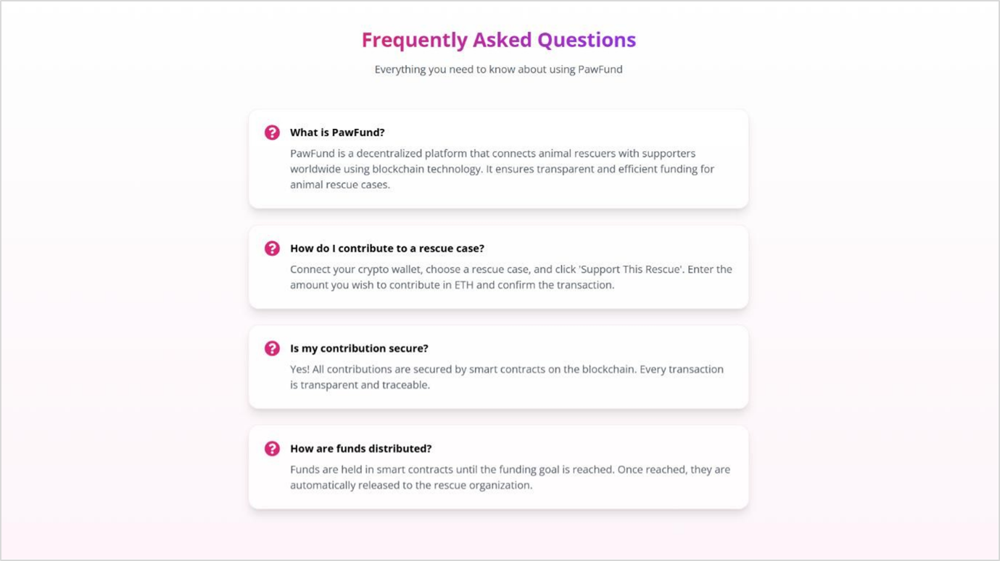 Frequently Asked Questions
Everything you need to know about using PawFund
What is PawFund?
PawFund is a decentralized platform that connects animal rescuers with supporters
worldwide using blockchain technology. It ensures transparent and efficient funding for
animal rescue cases.
How do I contribute to a rescue case?
Connect your crypto wallet, choose a rescue case, and click 'Support This Rescue'. Enter the
amount you wish to contribute in ETH and confirm the transaction.
Is my contribution secure?
Yes! All contributions are secured by smart contracts on the blockchain. Every transaction
is transparent and traceable.
How are funds distributed?
Funds are held in smart contracts until the funding goal is reached. Once reached, they are
automatically released to the rescue organization.